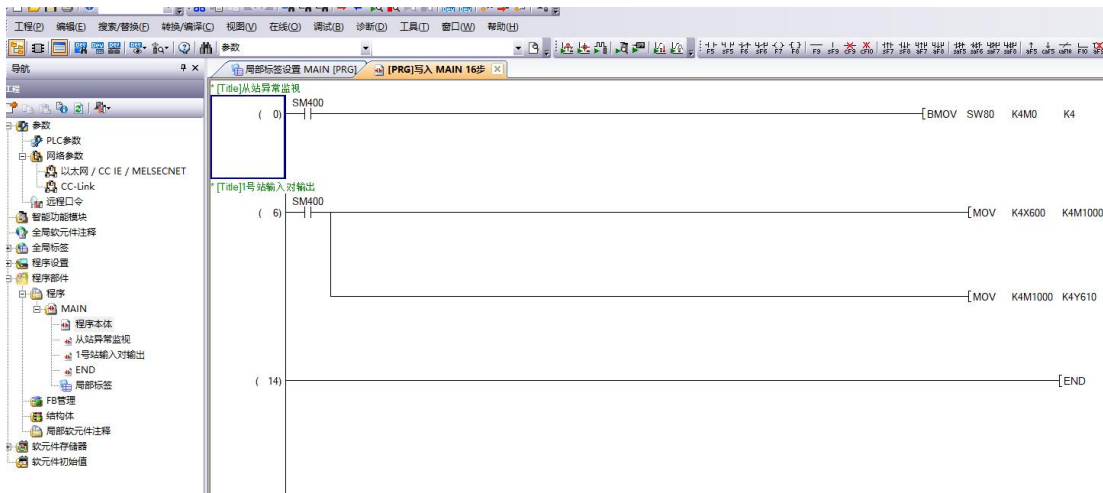 工程(P) 编辑(E) 搜索/替换(F) 转换/编译(C) 视图(V) 在线(O) 调试(B) 诊断(D) 工具(T) 窗口(W) 帮助(H)
参数
导航
局部标签设置 MAIN [PRG]
[PRG]写入 MAIN 16步
工程
参数
PLC参数
网络参数
以太网 / CC IE / MELSECNET
CC-Link
远程口令
智能功能模块
全局软元件注释
全局标签
程序设置
程序部件
程序
MAIN
程序本体
从站异常监视
1号站输入对输出
END
局部标签
FB管理
结构体
局部软元件注释
软元件存储器
软元件初始值
* [Title]从站异常监视
SM400
( 0)
[BMOV SW80 K4M0 K4
* [Title]1号站输入对输出
SM400
( 6)
[MOV K4X600 K4M1000
[MOV K4M1000 K4Y610
( 14)
[END